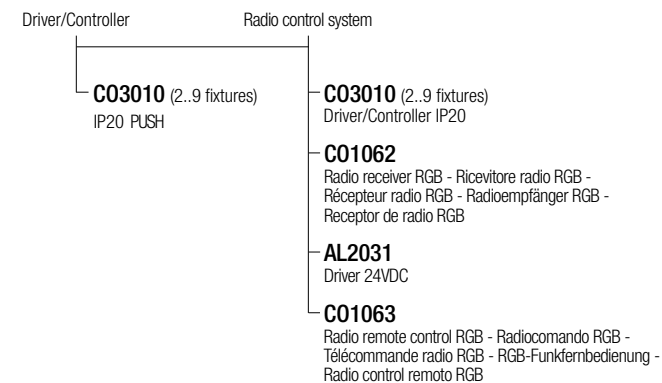 Driver/Controller
Radio control system
CO3010 (2..9 fixtures)
IP20 PUSH
CO3010 (2..9 fixtures)
Driver/Controller IP20
CO1062
Radio receiver RGB - Ricevitore radio RGB -
Récepteur radio RGB - Radioempfänger RGB -
Receptor de radio RGB
AL2031
Driver 24VDC
CO1063
Radio remote control RGB - Radiocomando RGB -
Télécommande radio RGB - RGB-Funkfernbedienung -
Radio control remoto RGB